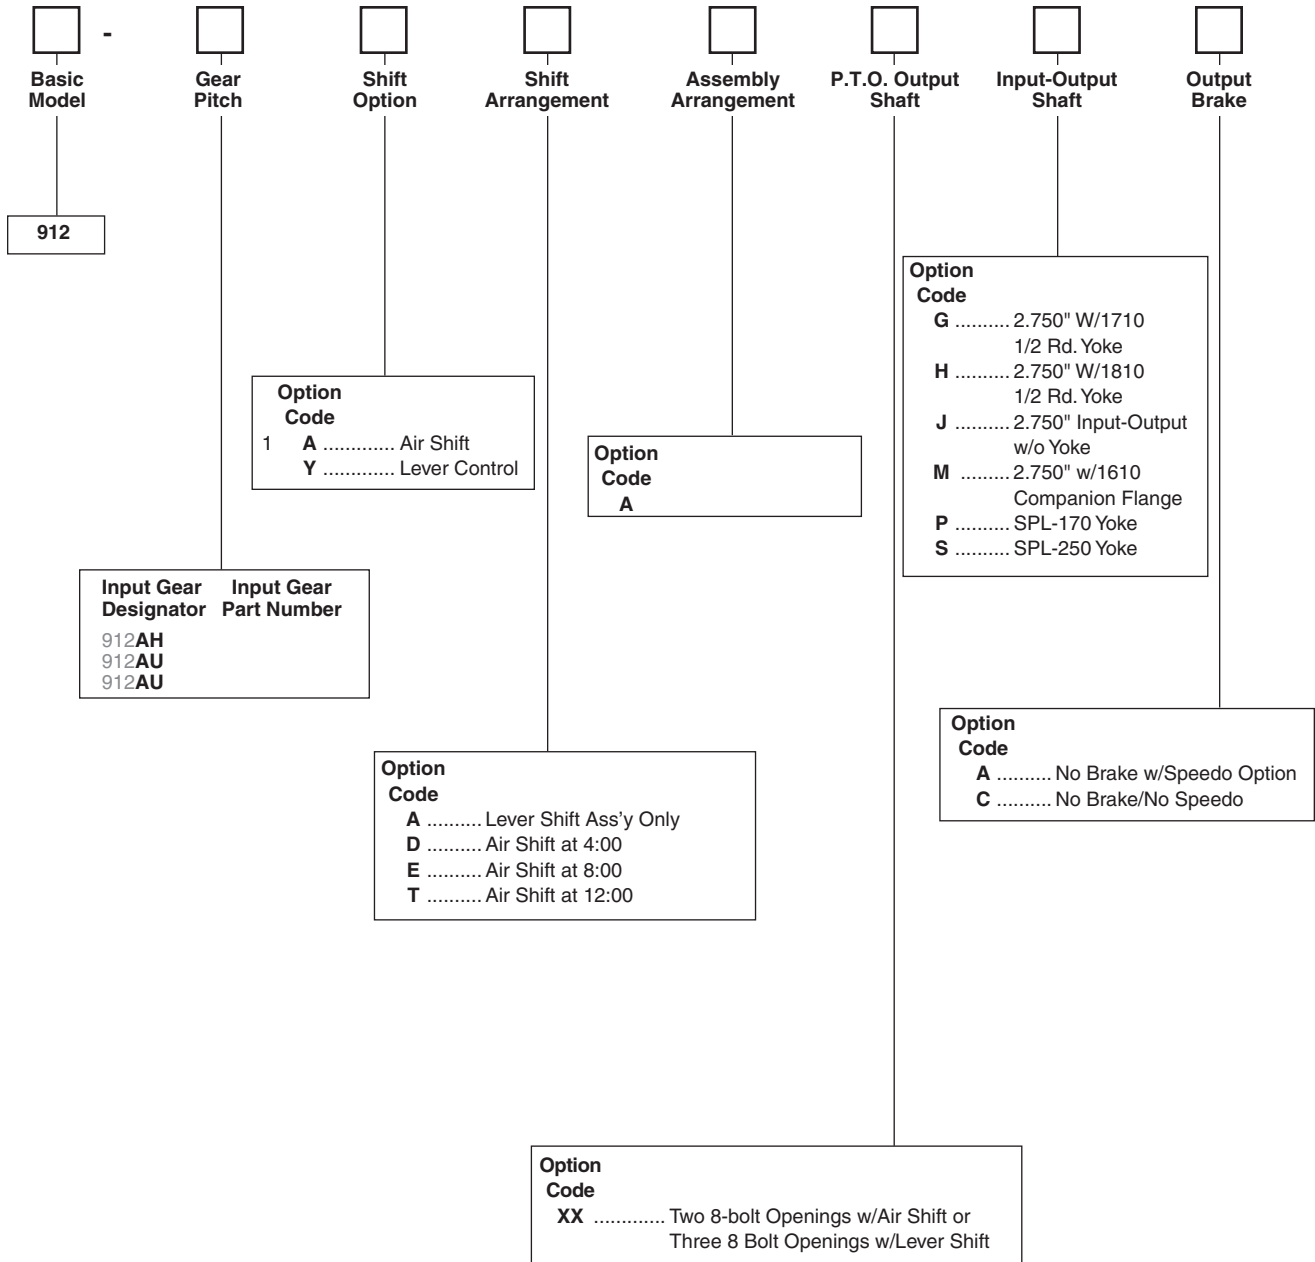 -
Basic Model
Gear Pitch
Shift Option
Shift Arrangement
Assembly Arrangement
P.T.O. Output Shaft
Input-Output Shaft
Output Brake
912
Option
Code
G .......... 2.750" W/1710
1/2 Rd. Yoke
H .......... 2.750" W/1810
1/2 Rd. Yoke
J .......... 2.750" Input-Output
w/o Yoke
M ......... 2.750" w/1610
Companion Flange
P .......... SPL-170 Yoke
S .......... SPL-250 Yoke
Option
Code
1 A ............. Air Shift
Y ............. Lever Control
Option
Code
A
Input Gear Input Gear
Designator Part Number
912AH
912AU
912AU
Option
Code
A .......... No Brake w/Speedo Option
C .......... No Brake/No Speedo
Option
Code
A .......... Lever Shift Ass'y Only
D .......... Air Shift at 4:00
E .......... Air Shift at 8:00
T .......... Air Shift at 12:00
Option
Code
XX ............. Two 8-bolt Openings w/Air Shift or
Three 8 Bolt Openings w/Lever Shift